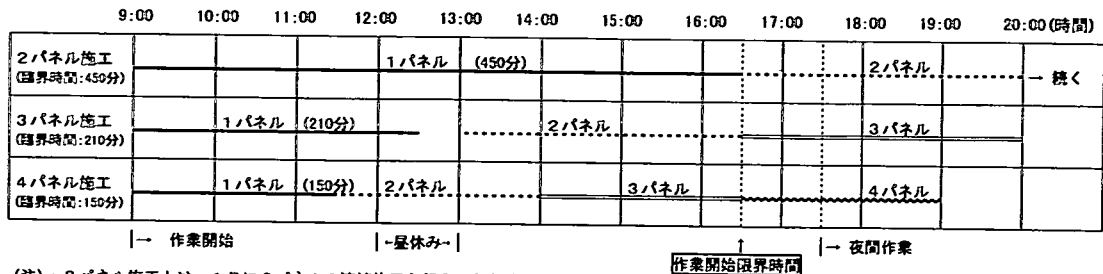 9:00 10:00 11:00 12:00 13:00 14:00 15:00 16:00 17:00 18:00 19:00 20:00(時間)
2パネル施工 1パネル (450分) 2パネル → 続く
(臨界時間:450分)
3パネル施工 1パネル (210分) 2パネル 3パネル
(臨界時間:210分)
4パネル施工 1パネル (150分) 2パネル 3パネル 4パネル
(臨界時間:150分)
|→ 作業開始 |←昼休み→| ↑ |→ 夜間作業
作業開始限界時間